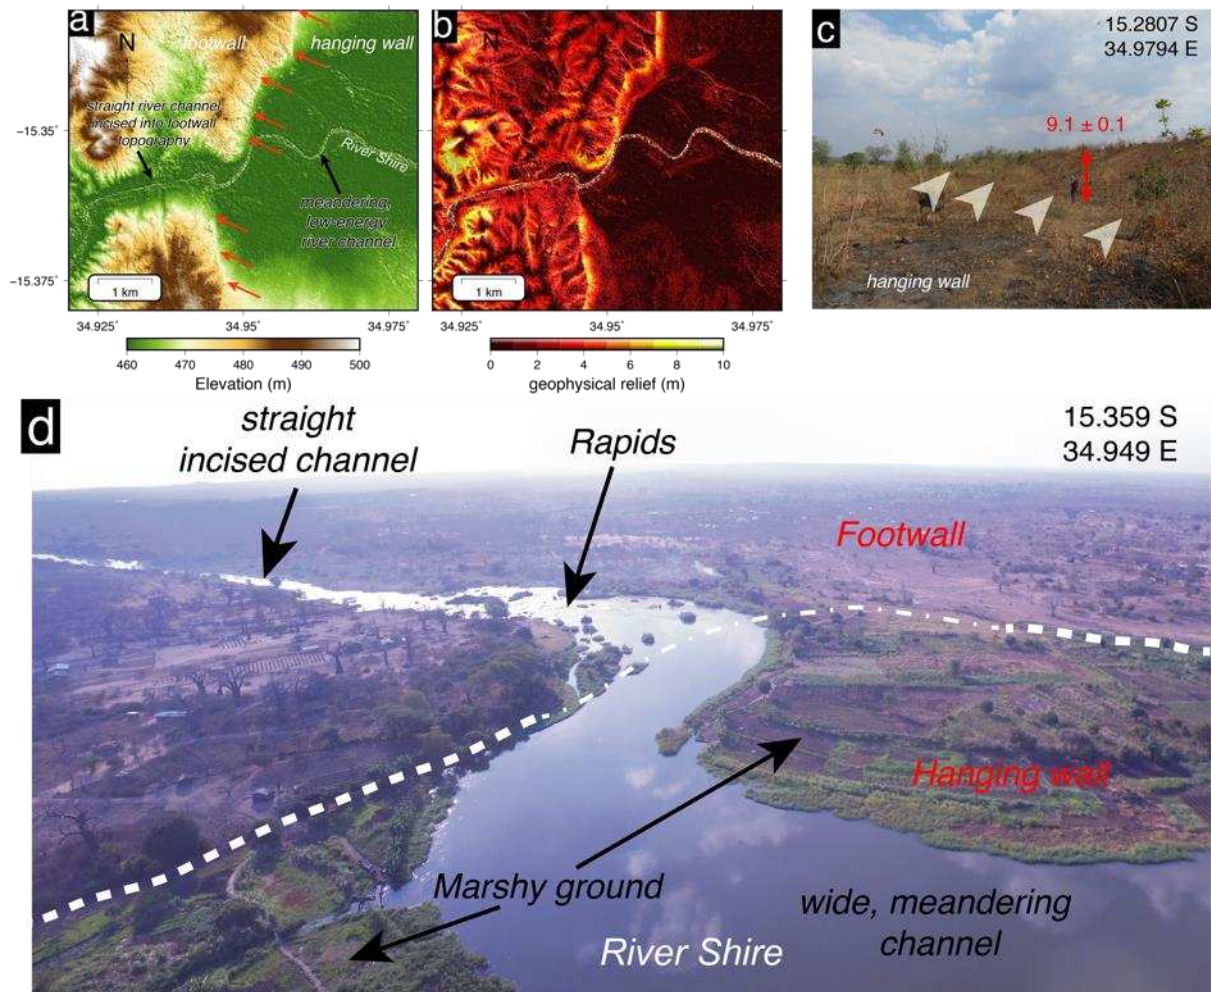 a
N
footwall
hanging wall
straight river channel
incised into footwall
topography
River Shire
meandering,
low-energy
river channel
1 km
−15.35°
−15.375°
34.925°
34.95°
34.975°
460 470 480 490 500
Elevation (m)
b
N
1 km
34.925°
34.95°
34.975°
0 2 4 6 8 10
geophysical relief (m)
c
15.2807 S
34.9794 E
9.1 ± 0.1
hanging wall
d
straight
incised channel
Rapids
15.359 S
34.949 E
Footwall
Hanging wall
Marshy ground
wide, meandering
channel
River Shire